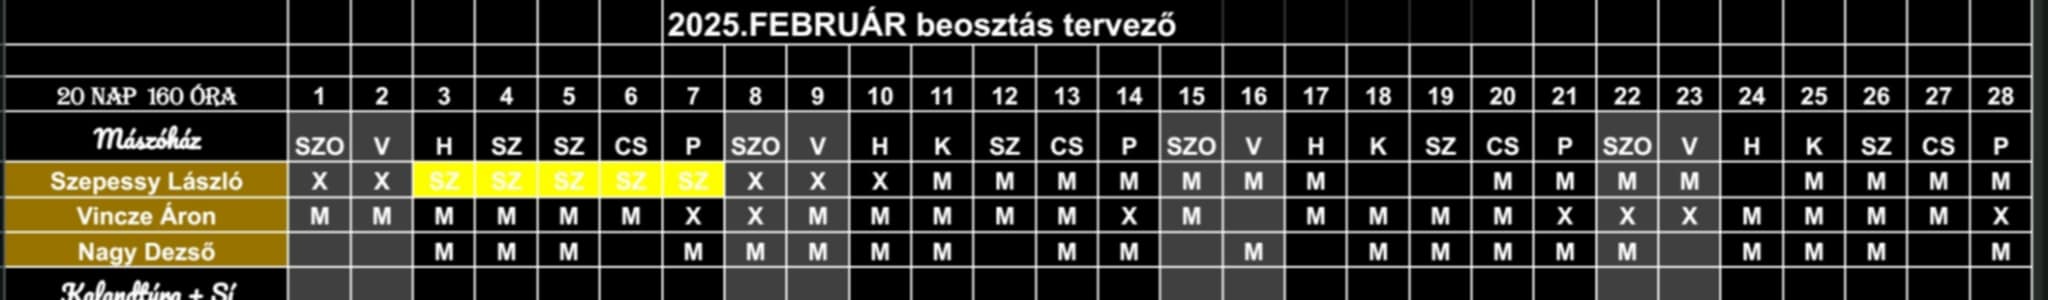 2025.FEBRUÁR beosztás tervező
20 NAP 160 ÓRA 1 2 3 4 5 6 7 8 9 10 11 12 13 14 15 16 17 18 19 20 21 22 23 24 25 26 27 28
Mászóház SZO V H SZ SZ CS P SZO V H K SZ CS P SZO V H K SZ CS P SZO V H K SZ CS P
Szepessy László X X SZ SZ SZ SZ SZ X X X M M M M M M M M M M M M M M M
Vincze Áron M M M M M M X X M M M M M X M M M M M X X X M M M M X
Nagy Dezső M M M M M M M M M M M M M M M M M M M M
Kalandtúra + Sí